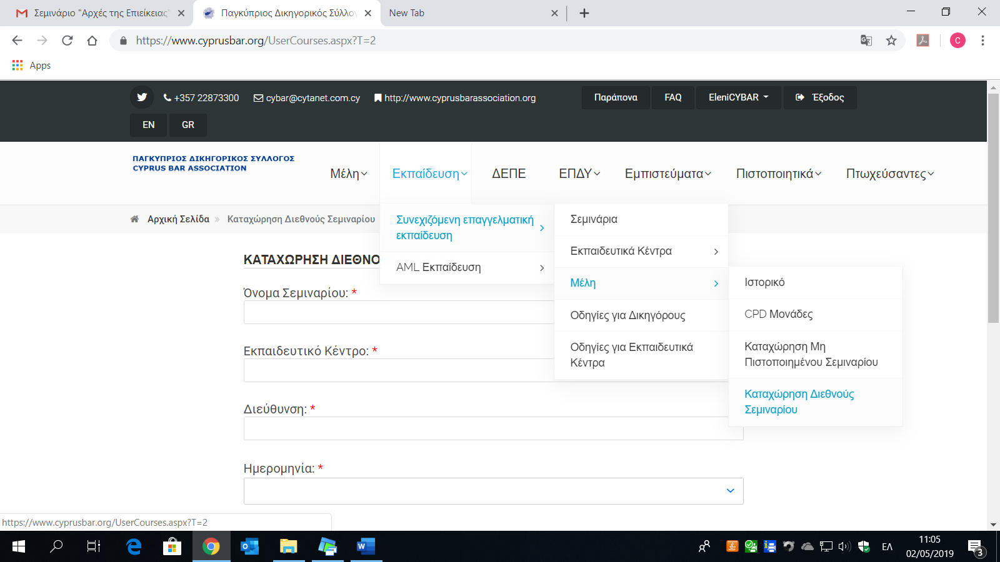 Σεμινάριο "Αρχές της Επιείκειας"
Παγκύπριος Δικηγορικός Σύλλογ
New Tab
https://www.cyprusbar.org/UserCourses.aspx?T=2
C
Apps
+357 22873300
cybar@cytanet.com.cy
http://www.cyprusbarassociation.org
Παράπονα
FAQ
EleniCYBAR
Έξοδος
EN
GR
ΠΑΓΚΥΠΡΙΟΣ ΔΙΚΗΓΟΡΙΚΟΣ ΣΥΛΛΟΓΟΣ
CYPRUS BAR ASSOCIATION
Μέλη
Εκπαίδευση
ΔΕΠΕ
ΕΠΔΥ
Εμπιστεύματα
Πιστοποιητικά
Πτωχεύσαντες
Αρχική Σελίδα » Καταχώρηση Διεθνούς Σεμιναρίου
Συνεχιζόμενη επαγγελματική
εκπαίδευση
AML Εκπαίδευση
Σεμινάρια
Εκπαιδευτικά Κέντρα
Μέλη
Οδηγίες για Δικηγόρους
Οδηγίες για Εκπαιδευτικά
Κέντρα
Ιστορικό
CPD Μονάδες
Καταχώρηση Μη
Πιστοποιημένου Σεμιναρίου
Καταχώρηση Διεθνούς
Σεμιναρίου
ΚΑΤΑΧΩΡΗΣΗ ΔΙΕΘΝΟ
Όνομα Σεμιναρίου: *
Εκπαιδευτικό Κέντρο: *
Διεύθυνση: *
Ημερομηνία: *
https://www.cyprusbar.org/UserCourses.aspx?T=2
ΕΛ
11:05
02/05/2019
3